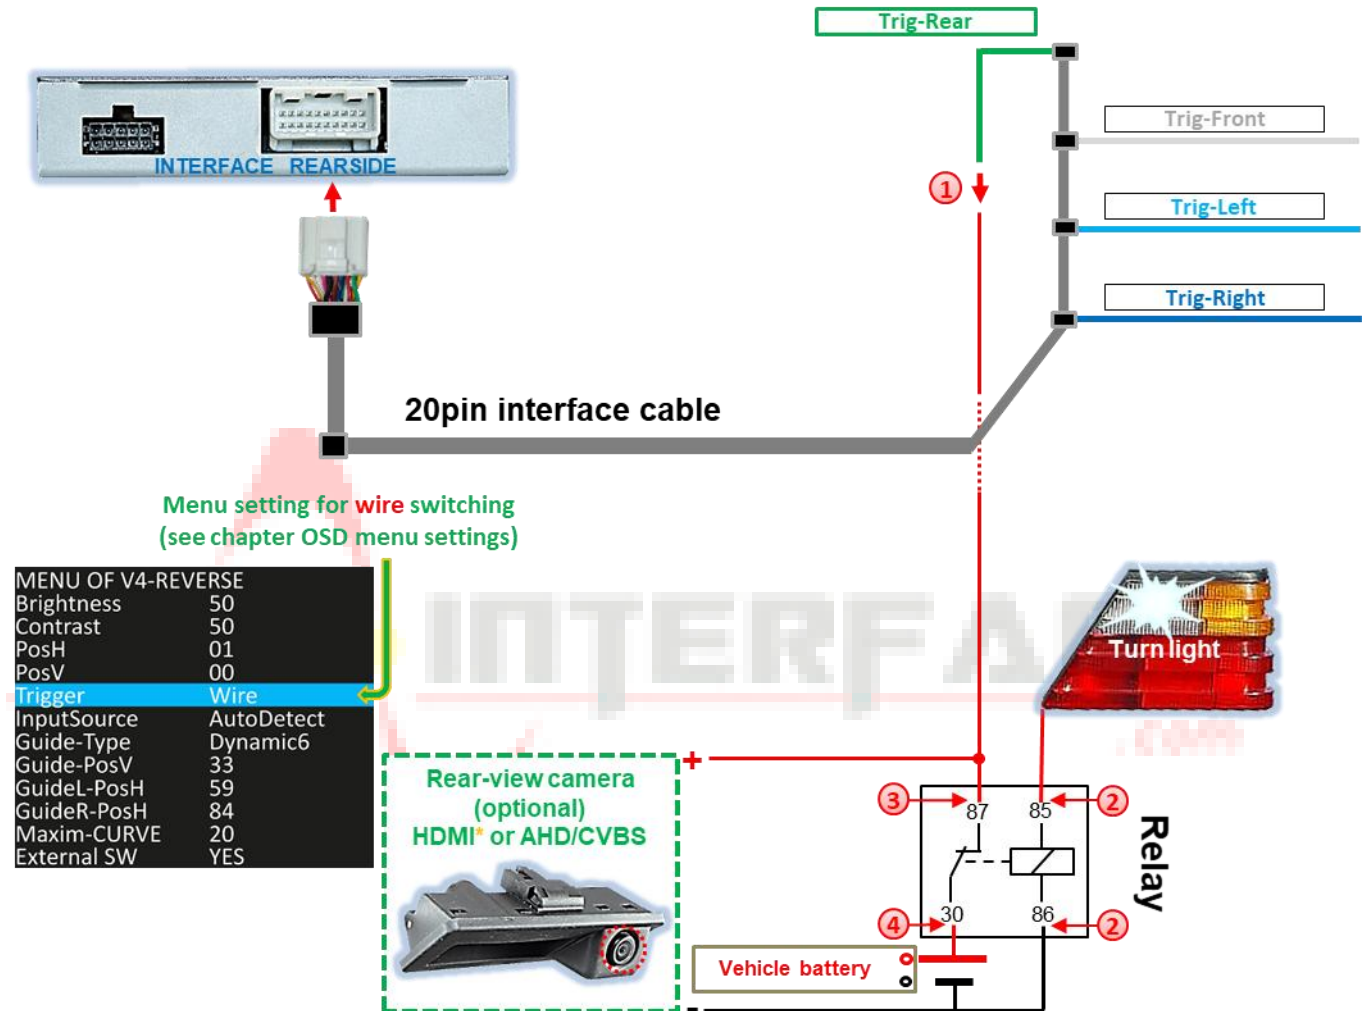 Trig-Rear
Trig-Front
Trig-Left
Trig-Right
INTERFACE REARSIDE
1
20pin interface cable
Menu setting for wire switching
(see chapter OSD menu settings)
MENU OF V4-REVERSE
Brightness 50
Contrast 50
PosH 01
PosV 00
Trigger Wire
InputSource AutoDetect
Guide-Type Dynamic6
Guide-PosV 33
GuideL-PosH 59
GuideR-PosH 84
Maxim-CURVE 20
External SW YES
INTERFA
.com
Turn light
Rear-view camera
(optional)
HDMI* or AHD/CVBS
+
-
3
87
85
2
Relay
4
30
86
2
Vehicle battery